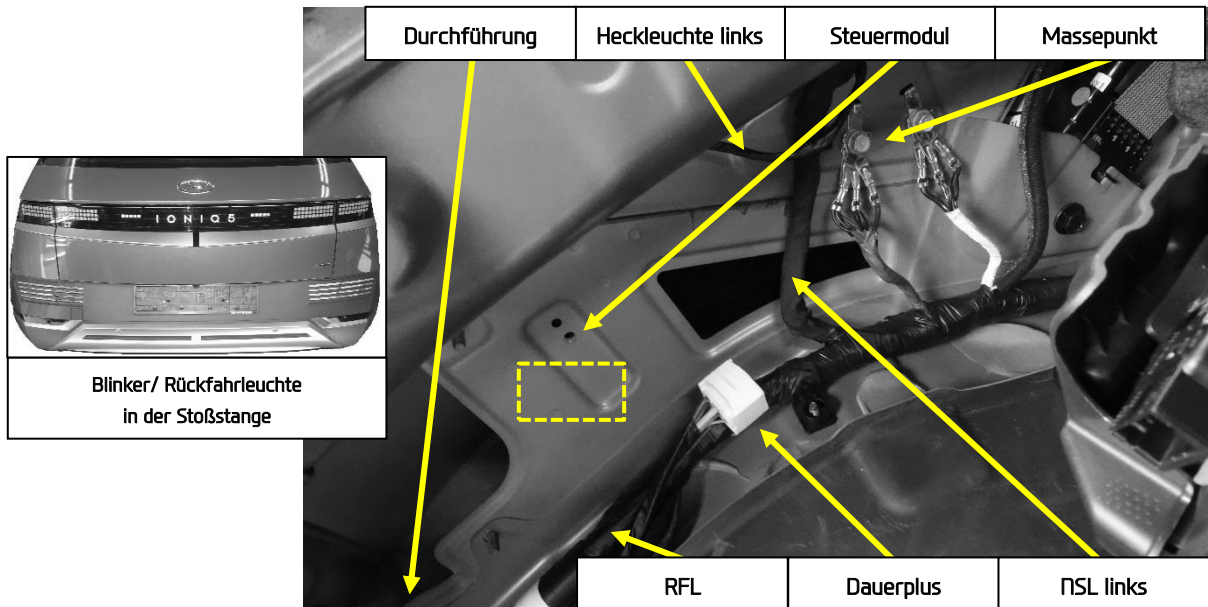 Durchführung
Heckleuchte links
Steuermodul
Massepunkt
IONIQ5
Blinker/ Rückfahrleuchte
in der Stoßstange
RFL
Dauerplus
NSL links